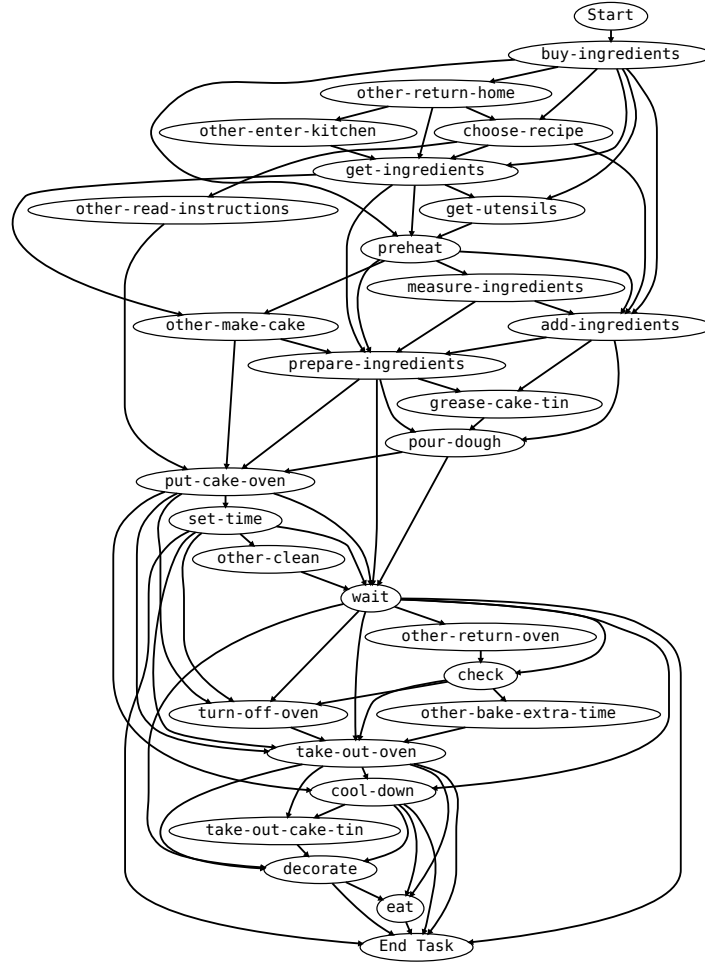 Start
buy-ingredients
other-return-home
other-enter-kitchen
choose-recipe
get-ingredients
other-read-instructions
get-utensils
preheat
measure-ingredients
other-make-cake
add-ingredients
prepare-ingredients
grease-cake-tin
pour-dough
put-cake-oven
set-time
other-clean
wait
other-return-oven
check
turn-off-oven
other-bake-extra-time
take-out-oven
cool-down
take-out-cake-tin
decorate
eat
End Task